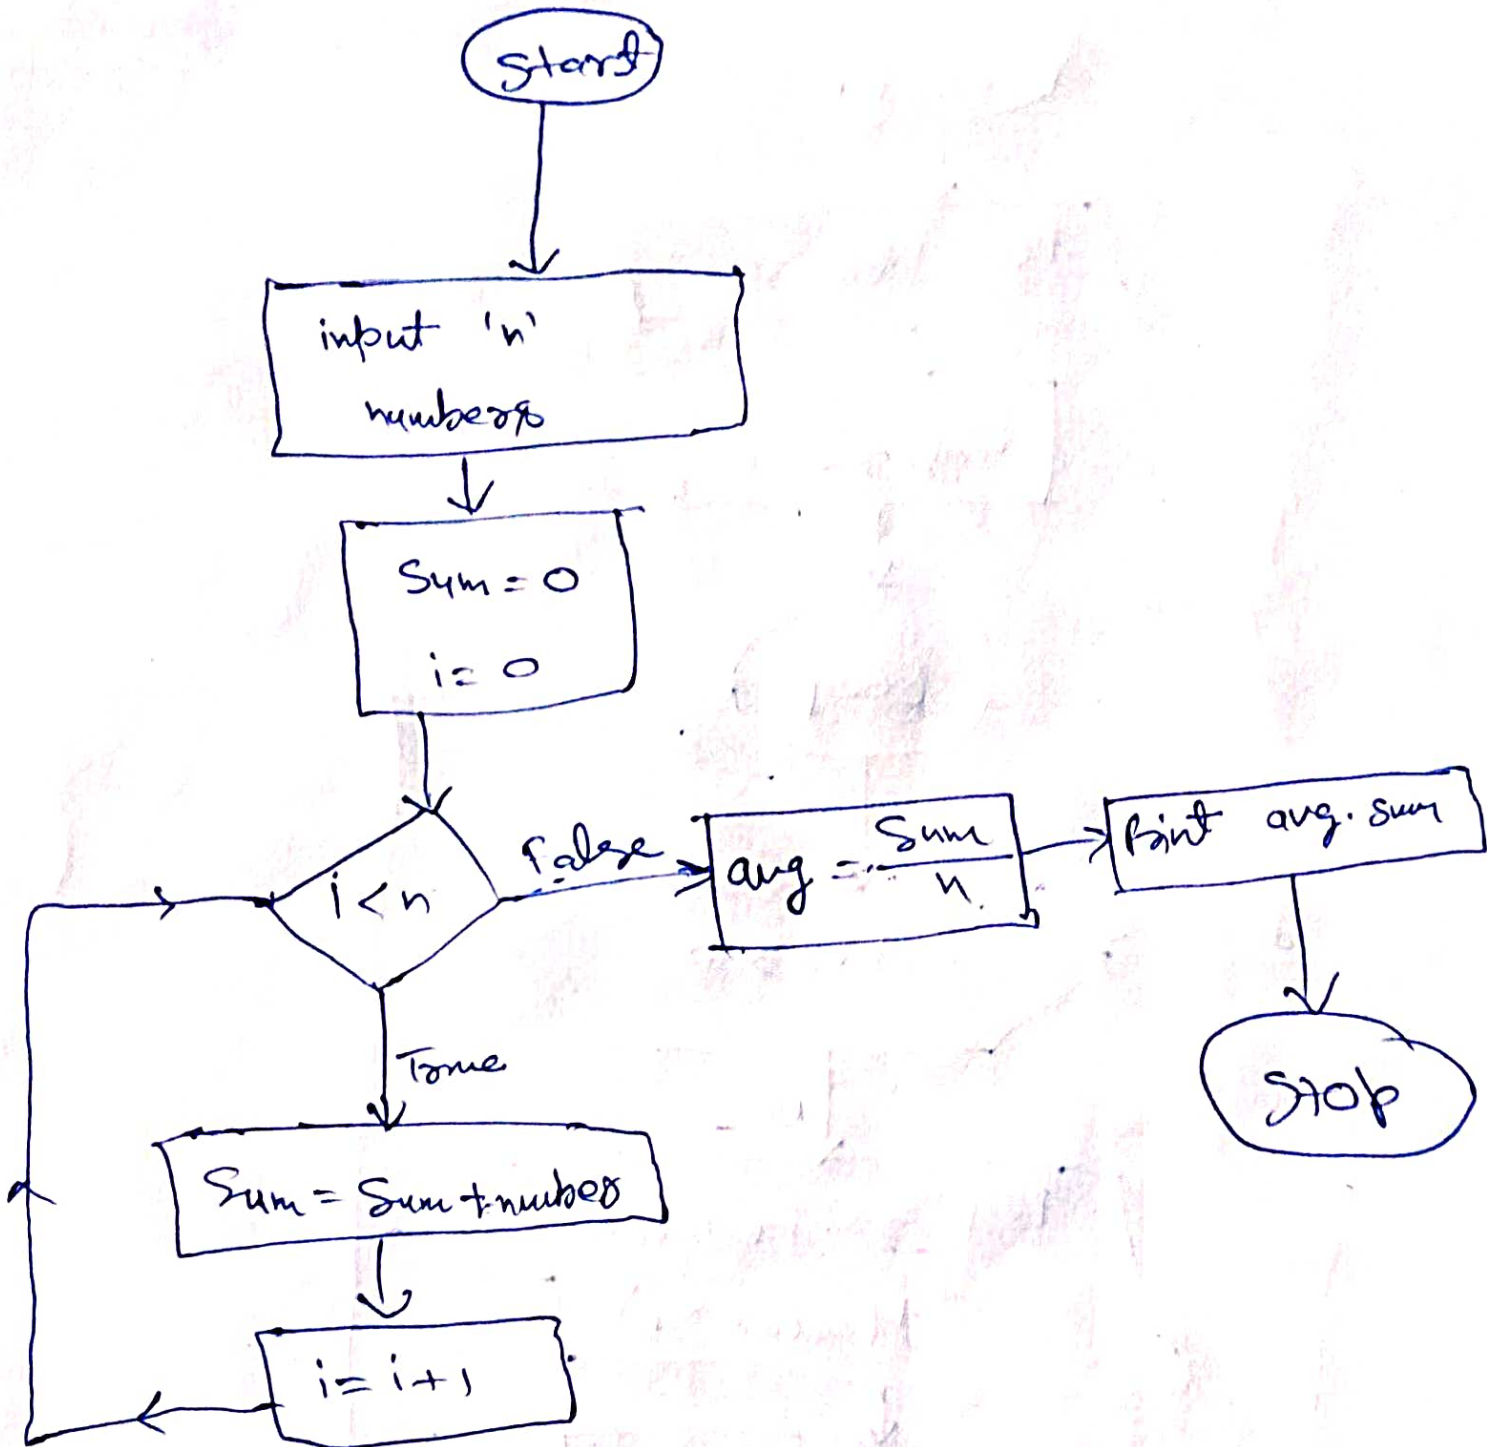 Start
input 'n'
numbers
Sum = 0
i = 0
i < n
False
avg = Sum
n
Print avg. sum
Stop
True
Sum = Sum + number
i = i + 1